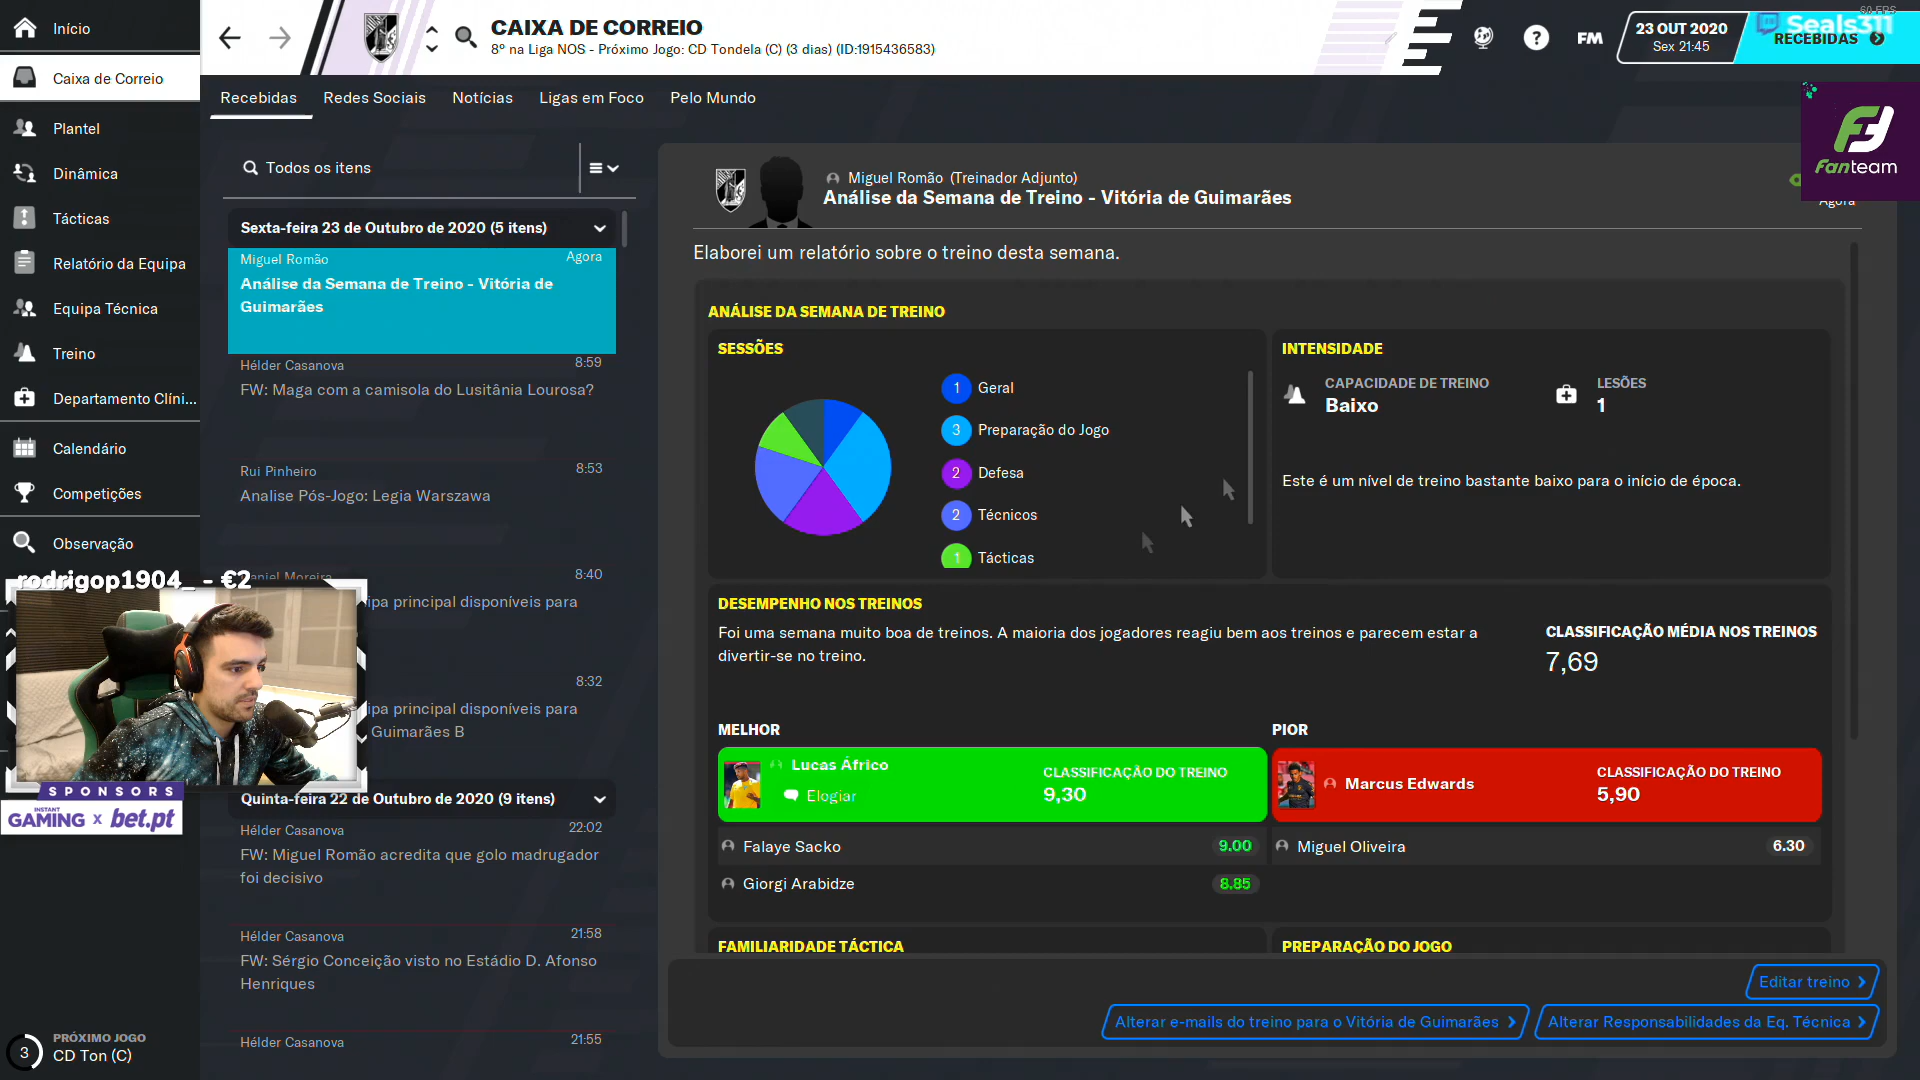 Início
Caixa de Correio
Plantel
Dinâmica
Tácticas
Relatório da Equipa
Equipa Técnica
Treino
Departamento Clíni...
Calendário
Competições
Observação
CAIXA DE CORREIO
8º na Liga NOS - Próximo Jogo: CD Tondela (C) (3 dias) (ID:1915436583)
FM
23 OUT 2020
Sex 21:45
60 FPS
Seals311
RECEBIDAS
Recebidas
Redes Sociais
Notícias
Ligas em Foco
Pelo Mundo
Fanteam
Todos os itens
Sexta-feira 23 de Outubro de 2020 (5 itens)
Miguel Romão
Agora
Análise da Semana de Treino - Vitória de
Guimarães
Hélder Casanova
8:59
FW: Maga com a camisola do Lusitânia Lourosa?
Rui Pinheiro
8:53
Analise Pós-Jogo: Legia Warszawa
Daniel Moreira
8:40
ipa principal disponíveis para
8:32
ipa principal disponíveis para
Guimarães B
rodrigop1904_ - €2
SPONSORS
INSTANT
GAMING x bet.pt
Quinta-feira 22 de Outubro de 2020 (9 itens)
Hélder Casanova
22:02
FW: Miguel Romão acredita que golo madrugador
foi decisivo
Hélder Casanova
21:58
FW: Sérgio Conceição visto no Estádio D. Afonso
Henriques
Hélder Casanova
21:55
3
PRÓXIMO JOGO
CD Ton (C)
Miguel Romão (Treinador Adjunto)
Análise da Semana de Treino - Vitória de Guimarães
Agora
Elaborei um relatório sobre o treino desta semana.
ANÁLISE DA SEMANA DE TREINO
SESSÕES
1 Geral
3 Preparação do Jogo
2 Defesa
2 Técnicos
1 Tácticas
INTENSIDADE
CAPACIDADE DE TREINO
Baixo
LESÕES
1
Este é um nível de treino bastante baixo para o início de época.
DESEMPENHO NOS TREINOS
Foi uma semana muito boa de treinos. A maioria dos jogadores reagiu bem aos treinos e parecem estar a
divertir-se no treino.
CLASSIFICAÇÃO MÉDIA NOS TREINOS
7,69
MELHOR
Lucas Áfrico
Elogiar
CLASSIFICAÇÃO DO TREINO
9,30
Falaye Sacko
9.00
Giorgi Arabidze
8.85
PIOR
Marcus Edwards
CLASSIFICAÇÃO DO TREINO
5,90
Miguel Oliveira
6.30
FAMILIARIDADE TÁCTICA
PREPARAÇÃO DO JOGO
Editar treino
Alterar e-mails do treino para o Vitória de Guimarães
Alterar Responsabilidades da Eq. Técnica